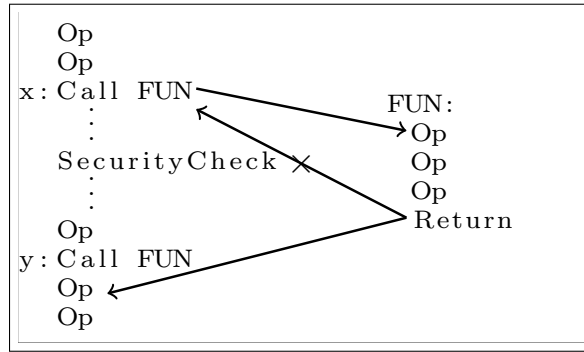 Op
Op
x: Call FUN
SecurityCheck
Op
y: Call FUN
Op
Op
FUN:
Op
Op
Op
Return